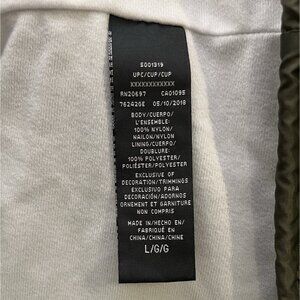 S001319
UPC/CUP/CUP
XXXXXXXXXXXX
RN20697 CA01095
762426E 05/10/2018
BODY/CUERPO/
L'ENSEMBLE:
100% NYLON/
NAILON/NYLON
LINING/CUERPO/
DOUBLURE:
100% POLYESTER/
POLIÉSTER/POLYESTER
EXCLUSIVE OF
DECORATION/TRIMMINGS
EXCLUSIVO PARA
DECORACIÓN/ADORNOS
ORNEMENT ET GARNITURE
NON COMPRIS
MADE IN/HECHO EN/
FABRIQUÉ EN
CHINA/CHINA/CHINE
L/G/G